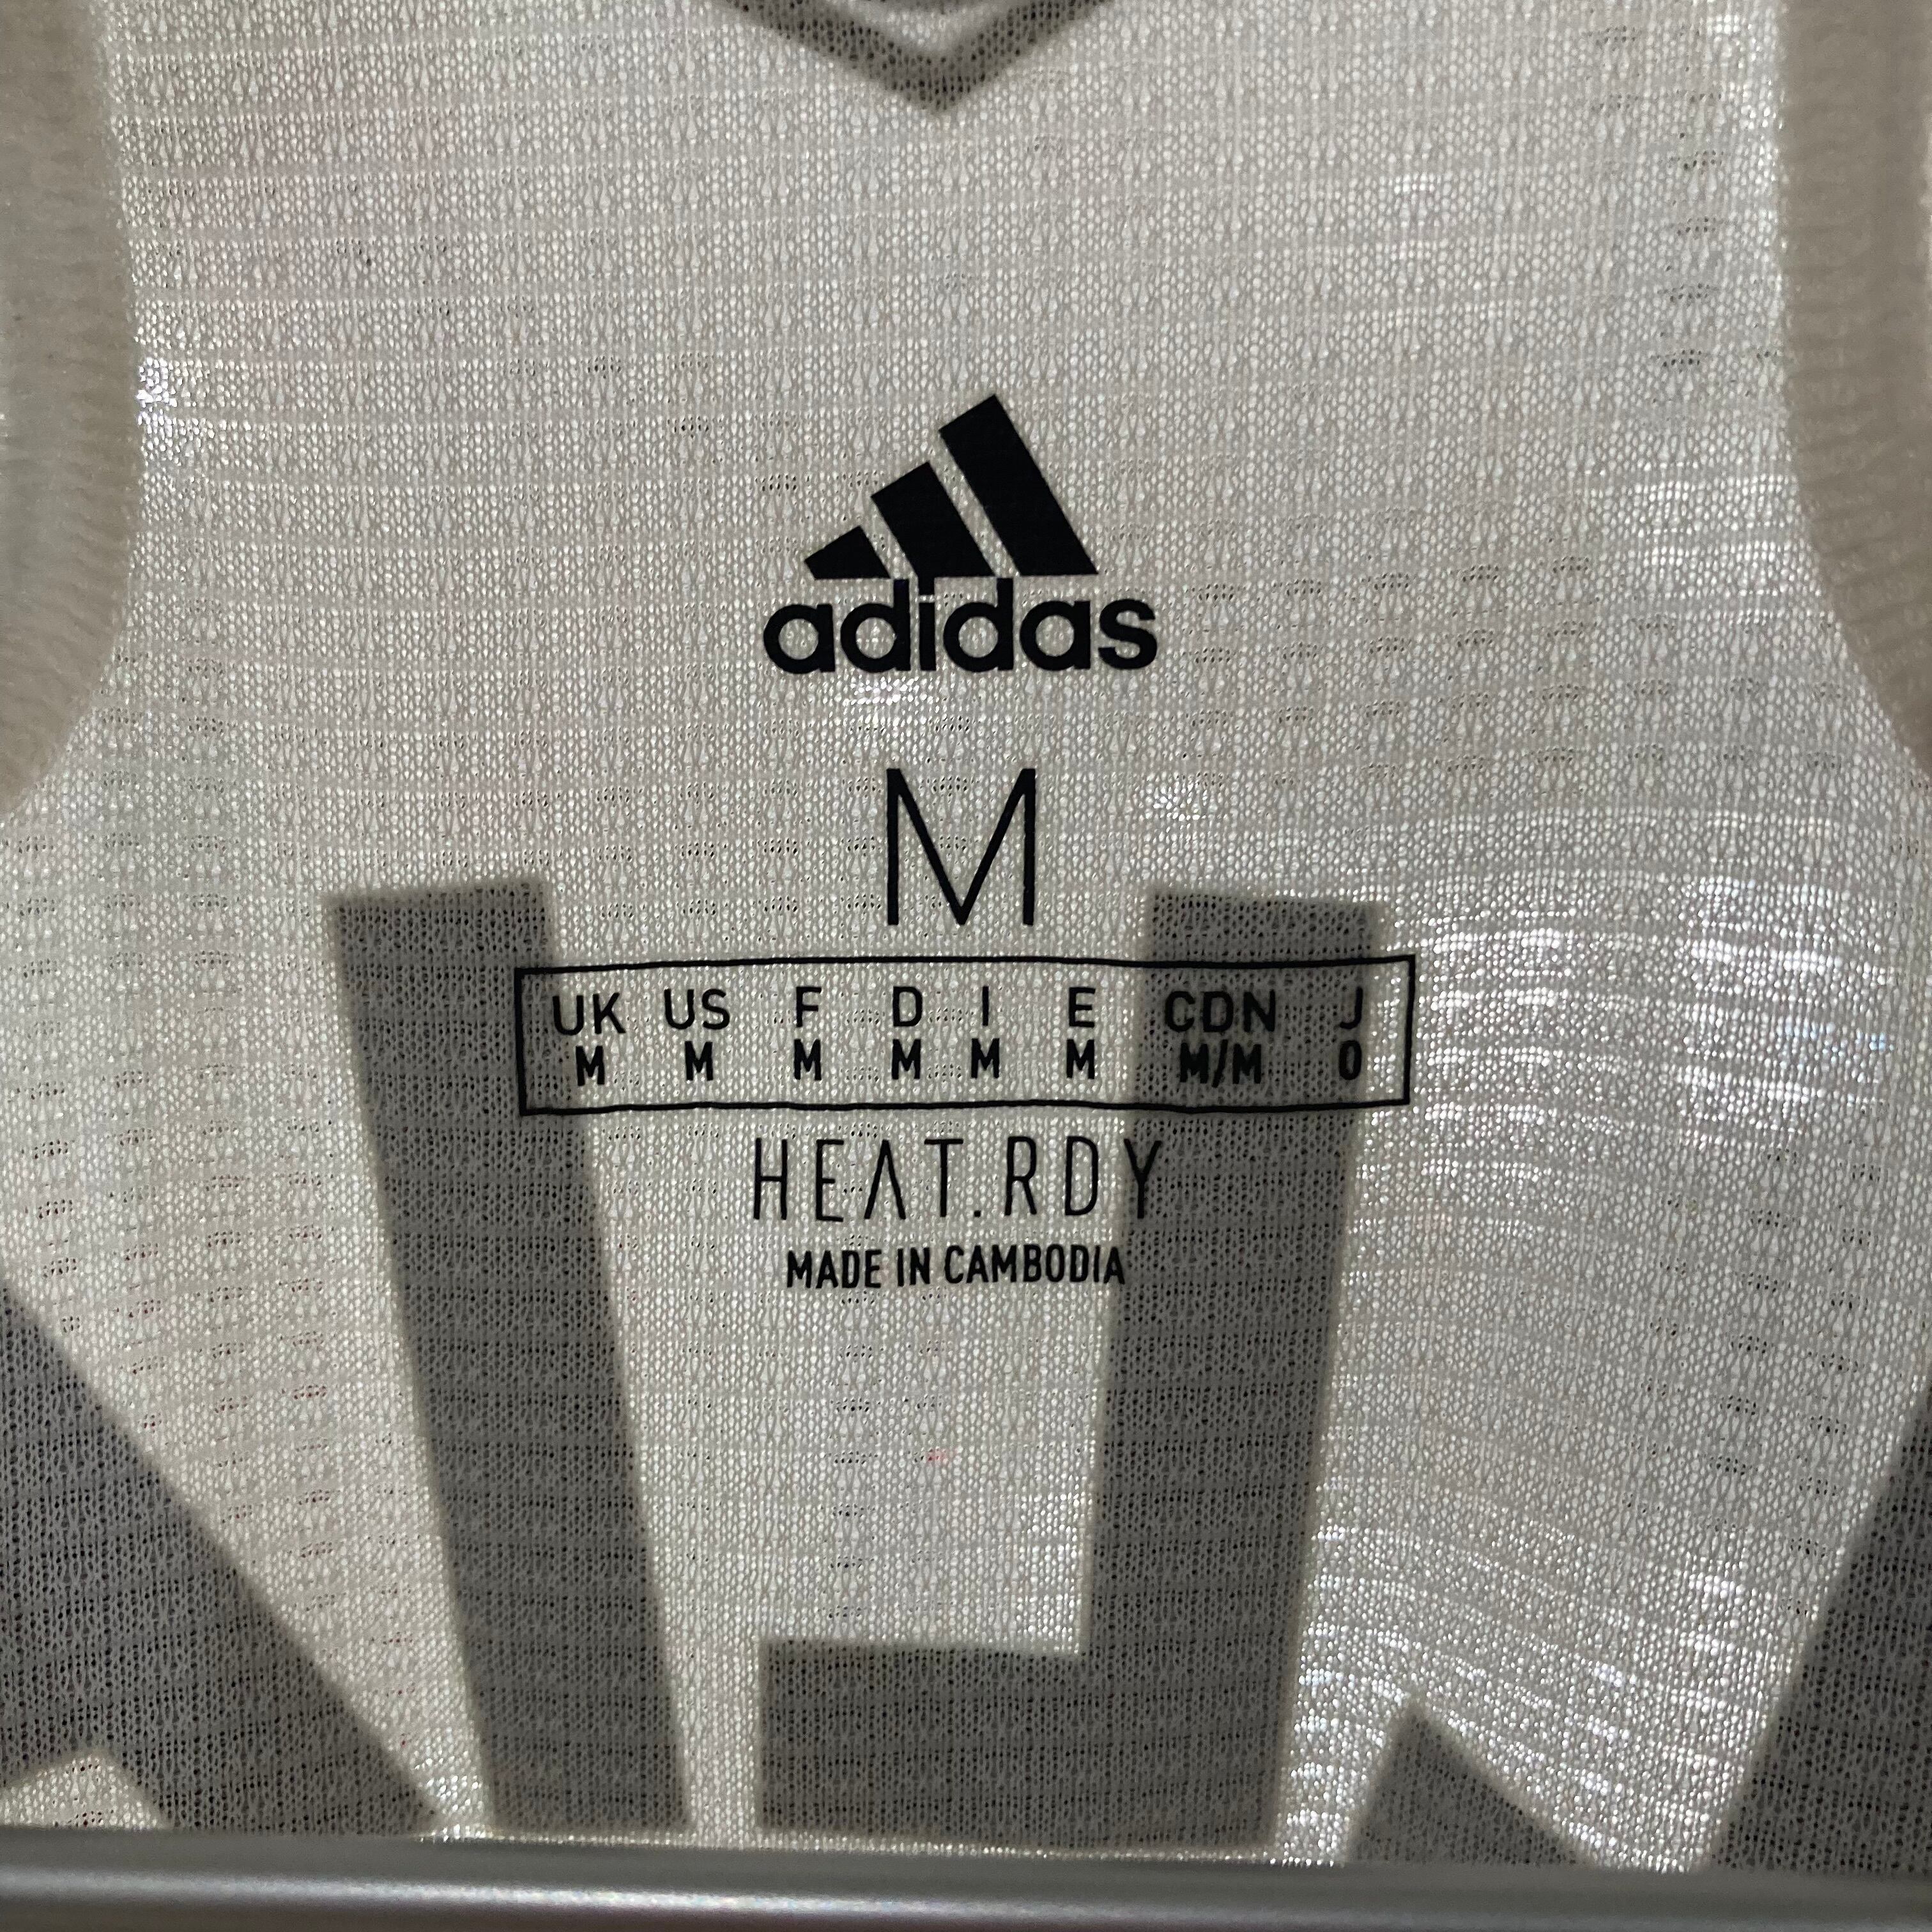 adidas
M
UK US F D I E CDN J
M M M M M M M/M O
HEAT.RDY
MADE IN CAMBODIA